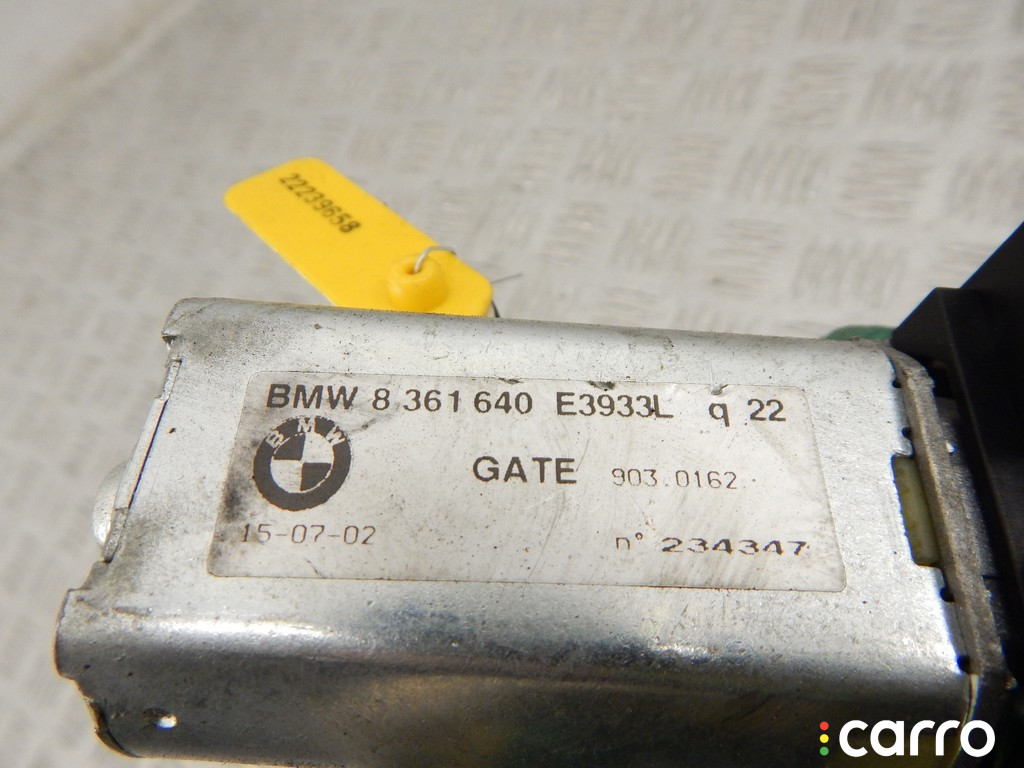 22239658
BMW 8 361 640 E3933L q 22
BMW
GATE 903.0162
15-07-02
n° 234347
carro